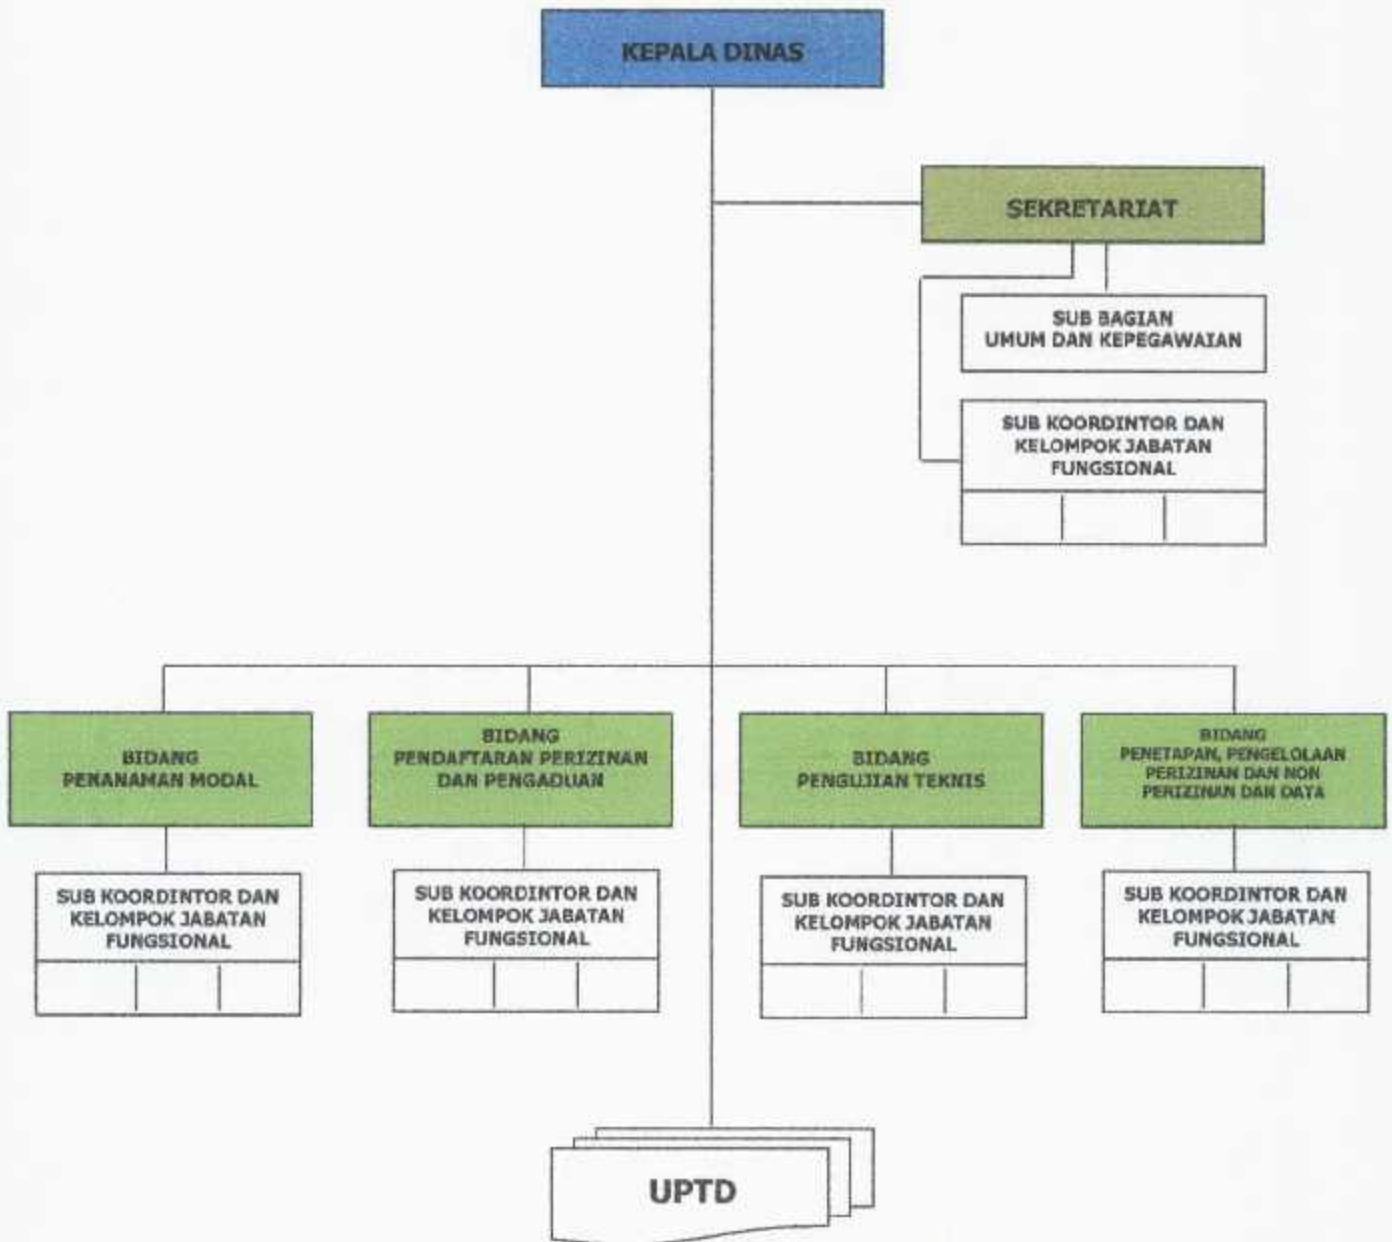 KEPALA DINAS
SEKRETARIAT
SUB BAGIAN
UMUM DAN KEPEGAWAIAN
SUB KOORDINTOR DAN
KELOMPOK JABATAN
FUNGSIONAL
BIDANG
PENANAMAN MODAL
BIDANG
PENDAFTARAN PERIZINAN
DAN PENGADUAN
BIDANG
PENGUJIAN TEKNIS
BIDANG
PENETAPAN, PENGELOLAAN
PERIZINAN DAN NON
PERIZINAN DAN DATA
SUB KOORDINTOR DAN
KELOMPOK JABATAN
FUNGSIONAL
SUB KOORDINTOR DAN
KELOMPOK JABATAN
FUNGSIONAL
SUB KOORDINTOR DAN
KELOMPOK JABATAN
FUNGSIONAL
SUB KOORDINTOR DAN
KELOMPOK JABATAN
FUNGSIONAL
UPTD